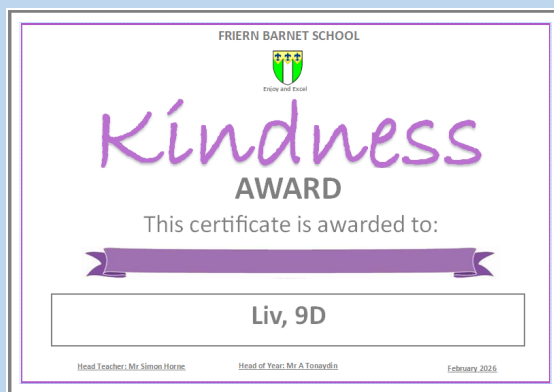 FRIERN BARNET SCHOOL
Enjoy and Excel
Kindness
AWARD
This certificate is awarded to:
Liv, 9D
Head Teacher: Mr Simon Horne Head of Year: Mr A Tonaydin February 2026